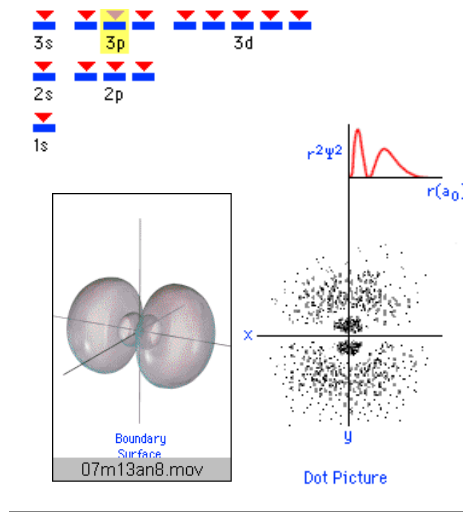 3s 3p 3d
2s 2p
1s
r²Ψ²
r(a₀)
x
y
Boundary
Surface
07m13an8.mov
Dot Picture